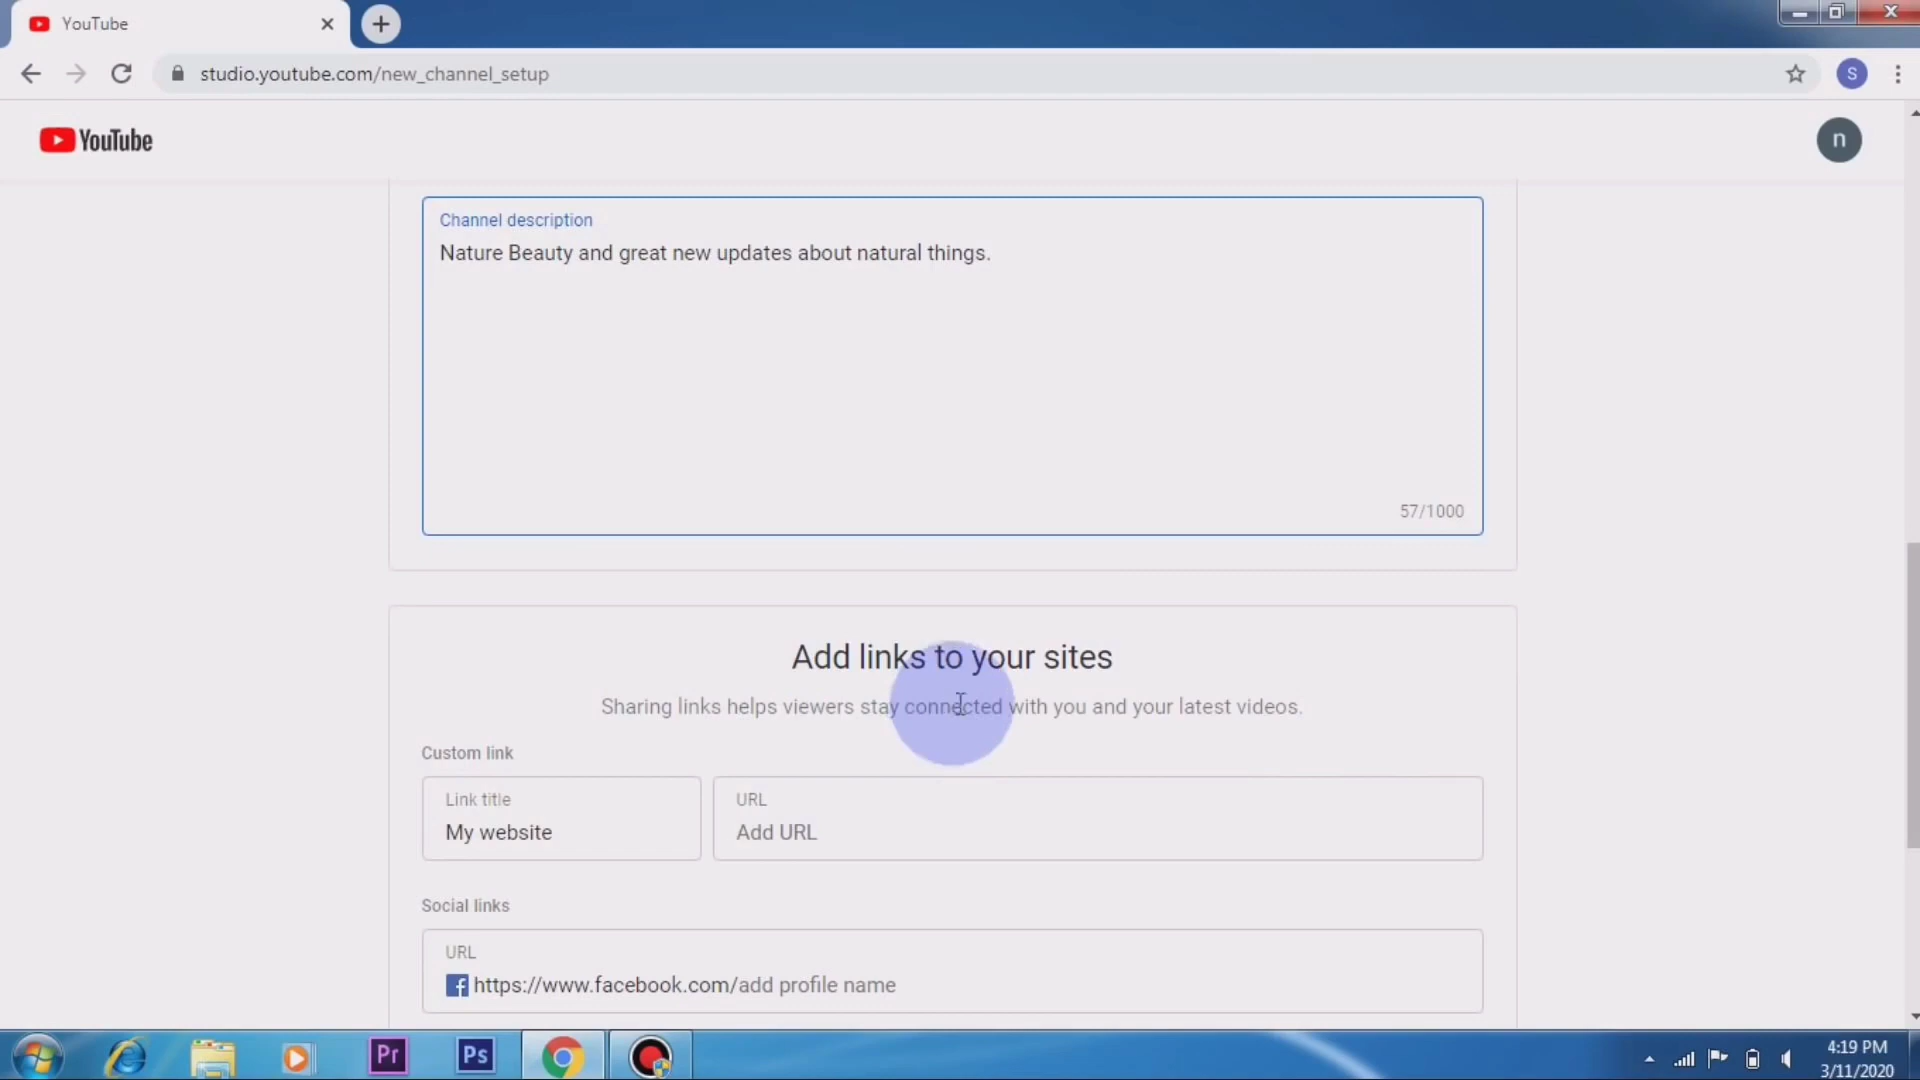 YouTube
studio.youtube.com/new_channel_setup
S
YouTube
n
Channel description
Nature Beauty and great new updates about natural things.
57/1000
Add links to your sites
Sharing links helps viewers stay connected with you and your latest videos.
Custom link
Link title
My website
URL
Add URL
Social links
URL
https://www.facebook.com/add profile name
Pr
Ps
4:19 PM
3/11/2020